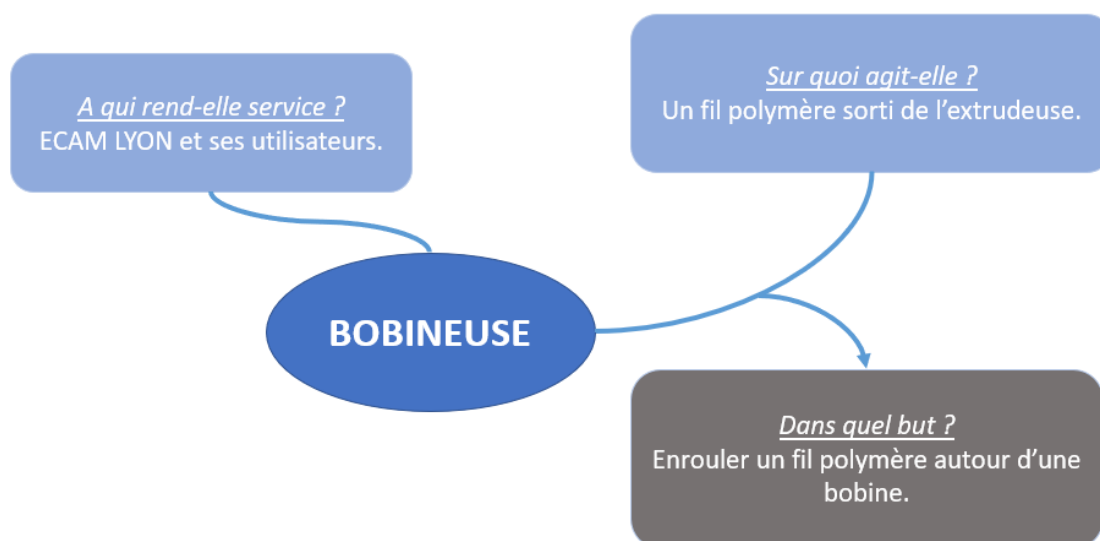 A qui rend-elle service ?
ECAM LYON et ses utilisateurs.
Sur quoi agit-elle ?
Un fil polymère sorti de l’extrudeuse.
BOBINEUSE
Dans quel but ?
Enrouler un fil polymère autour d’une
bobine.